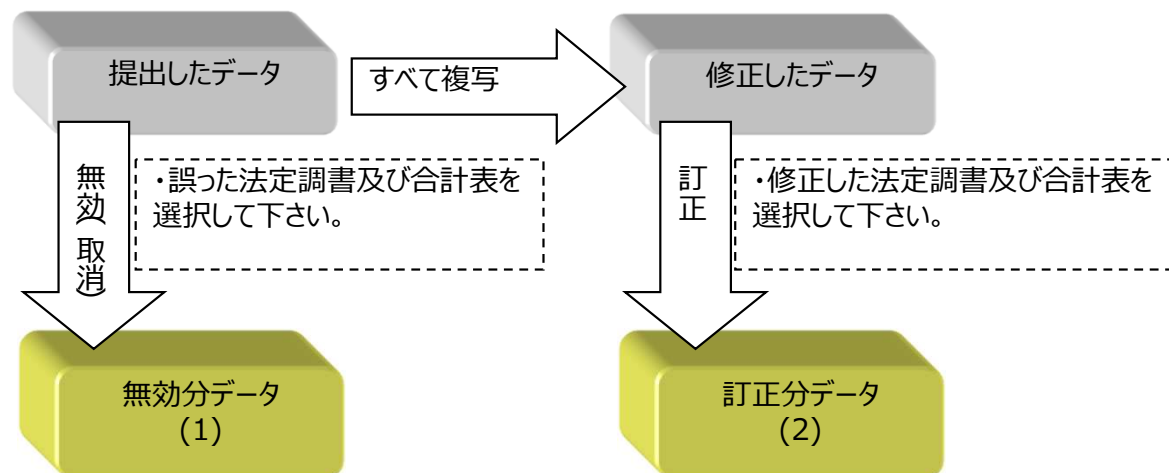 提出したデータ
すべて複写
修正したデータ
無効(取消)
・誤った法定調書及び合計表を
選択して下さい。
訂正
・修正した法定調書及び合計表を
選択して下さい。
無効分データ
(1)
訂正分データ
(2)